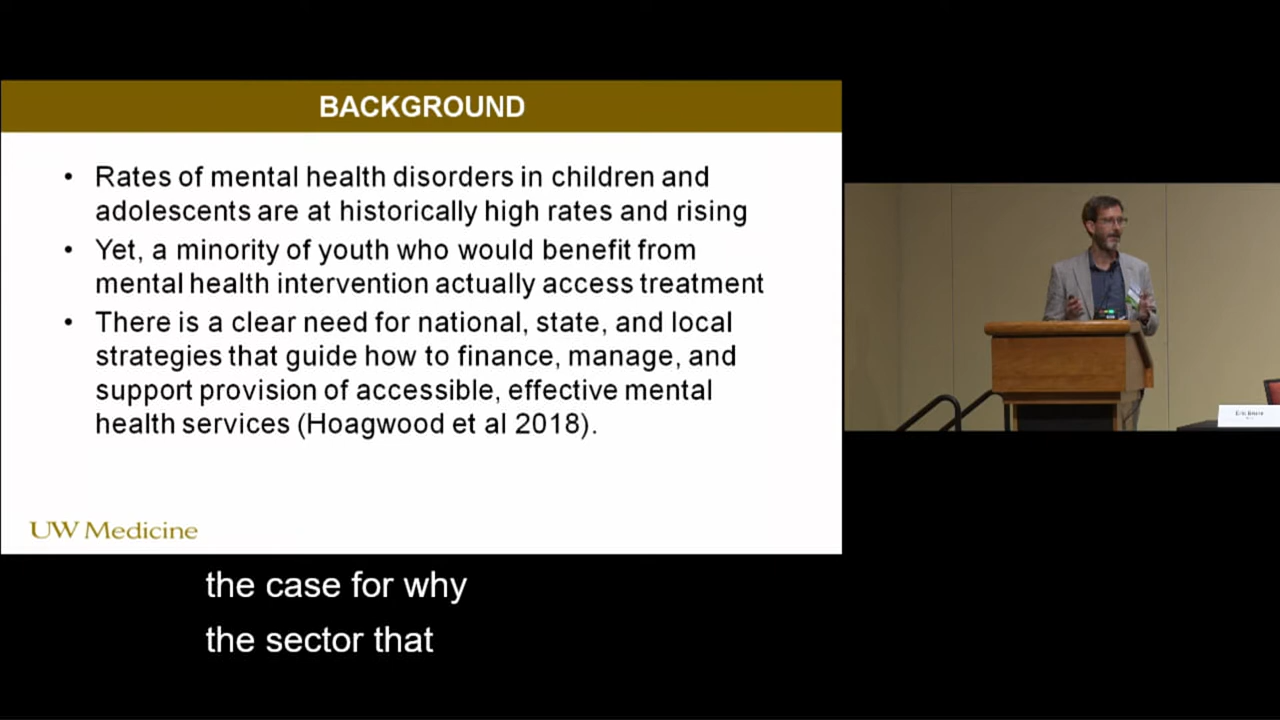 BACKGROUND
• Rates of mental health disorders in children and
adolescents are at historically high rates and rising
• Yet, a minority of youth who would benefit from
mental health intervention actually access treatment
• There is a clear need for national, state, and local
strategies that guide how to finance, manage, and
support provision of accessible, effective mental
health services (Hoagwood et al 2018).
UW Medicine
the case for why
the sector that